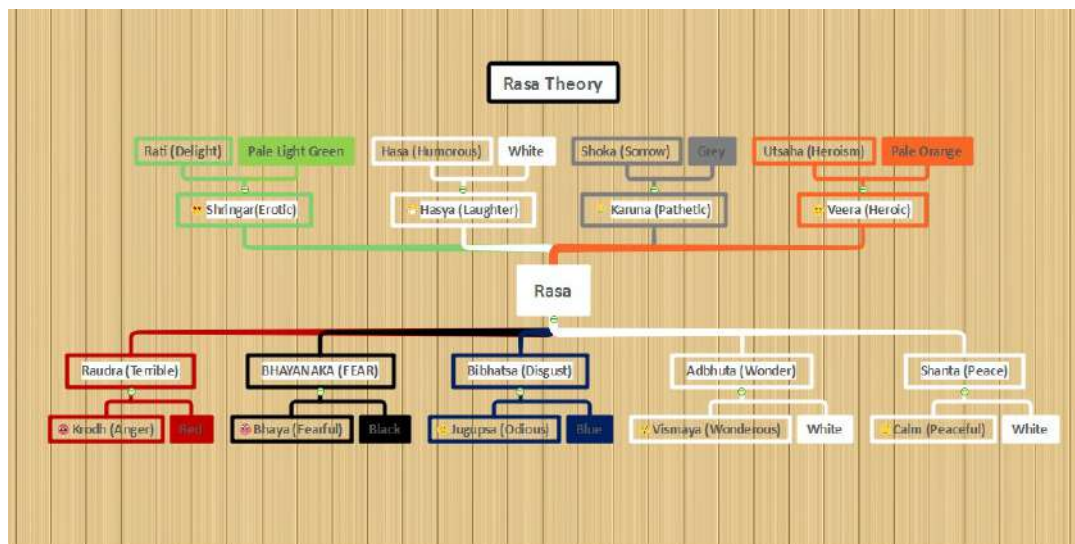 Rasa Theory
Rati (Delight) Pale Light Green Hasa (Humorous) White Shoka (Sorrow) Grey Utsaha (Heroism) Pale Orange
Shringar(Erotic) Hasya (Laughter) Karuna (Pathetic) Veera (Heroic)
Rasa
Raudra (Terrible) BHAYANAKA (FEAR) Bibhatsa (Disgust) Adbhuta (Wonder) Shanta (Peace)
Krodh (Anger) Red Bhaya (Fearful) Black Jugupsa (Odious) Blue Vismaya (Wonderous) White Calm (Peaceful) White